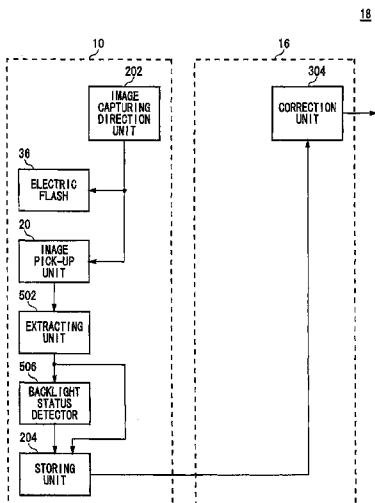 18
10
16
202
IMAGE
CAPTURING
DIRECTION
UNIT
304
CORRECTION
UNIT
36
ELECTRIC
FLASH
20
IMAGE
PICK-UP
UNIT
502
EXTRACTING
UNIT
506
BACKLIGHT
STATUS
DETECTOR
204
STORING
UNIT